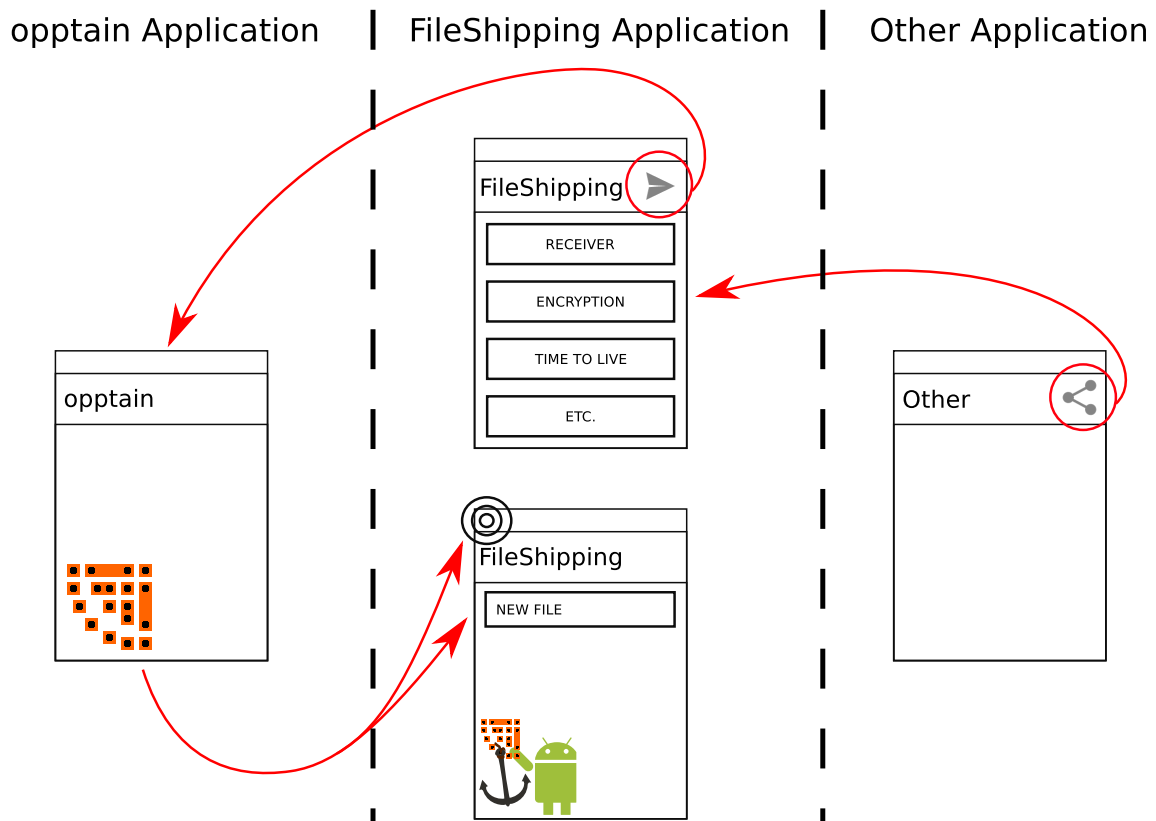 opptain Application
FileShipping Application
Other Application
FileShipping
RECEIVER
ENCRYPTION
TIME TO LIVE
ETC.
opptain
Other
FileShipping
NEW FILE